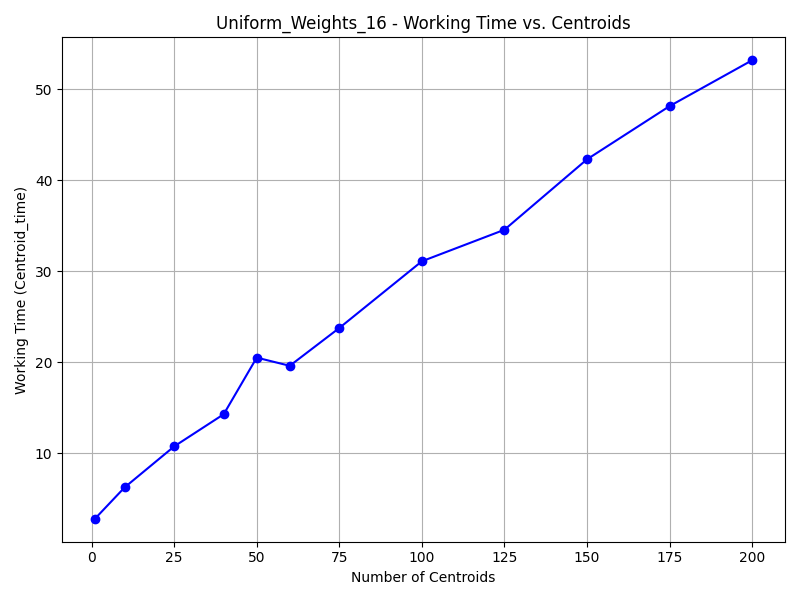 Uniform_Weights_16 - Working Time vs. Centroids
Working Time (Centroid_time)
50
40
30
20
10
0 25 50 75 100 125 150 175 200
Number of Centroids